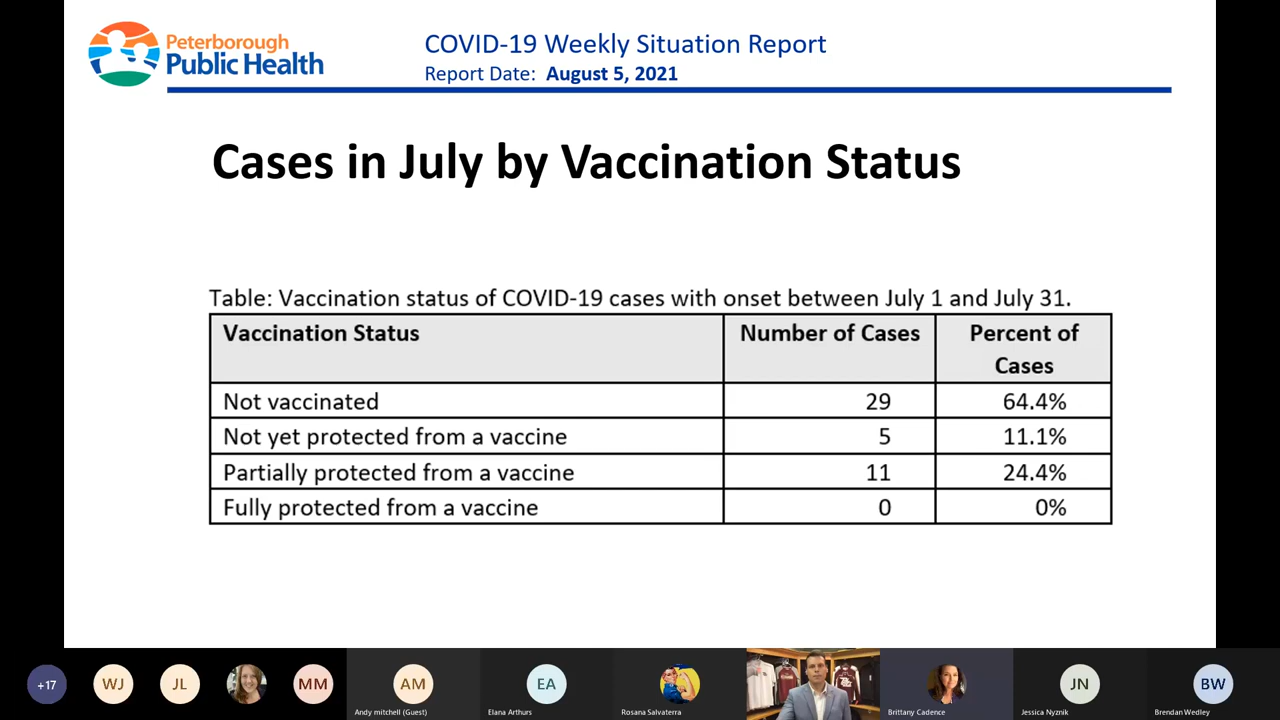 Peterborough
Public Health
COVID-19 Weekly Situation Report
Report Date: August 5, 2021
Cases in July by Vaccination Status
Table: Vaccination status of COVID-19 cases with onset between July 1 and July 31.
Vaccination Status Number of Cases Percent of
Cases
Not vaccinated 29 64.4%
Not yet protected from a vaccine 5 11.1%
Partially protected from a vaccine 11 24.4%
Fully protected from a vaccine 0 0%
+17 WJ JL MM AM EA JN BW
Andy mitchell (Guest) Elana Arthurs Rosana Salvaterra Brittany Cadence Jessica Nyznik Brendan Wedley